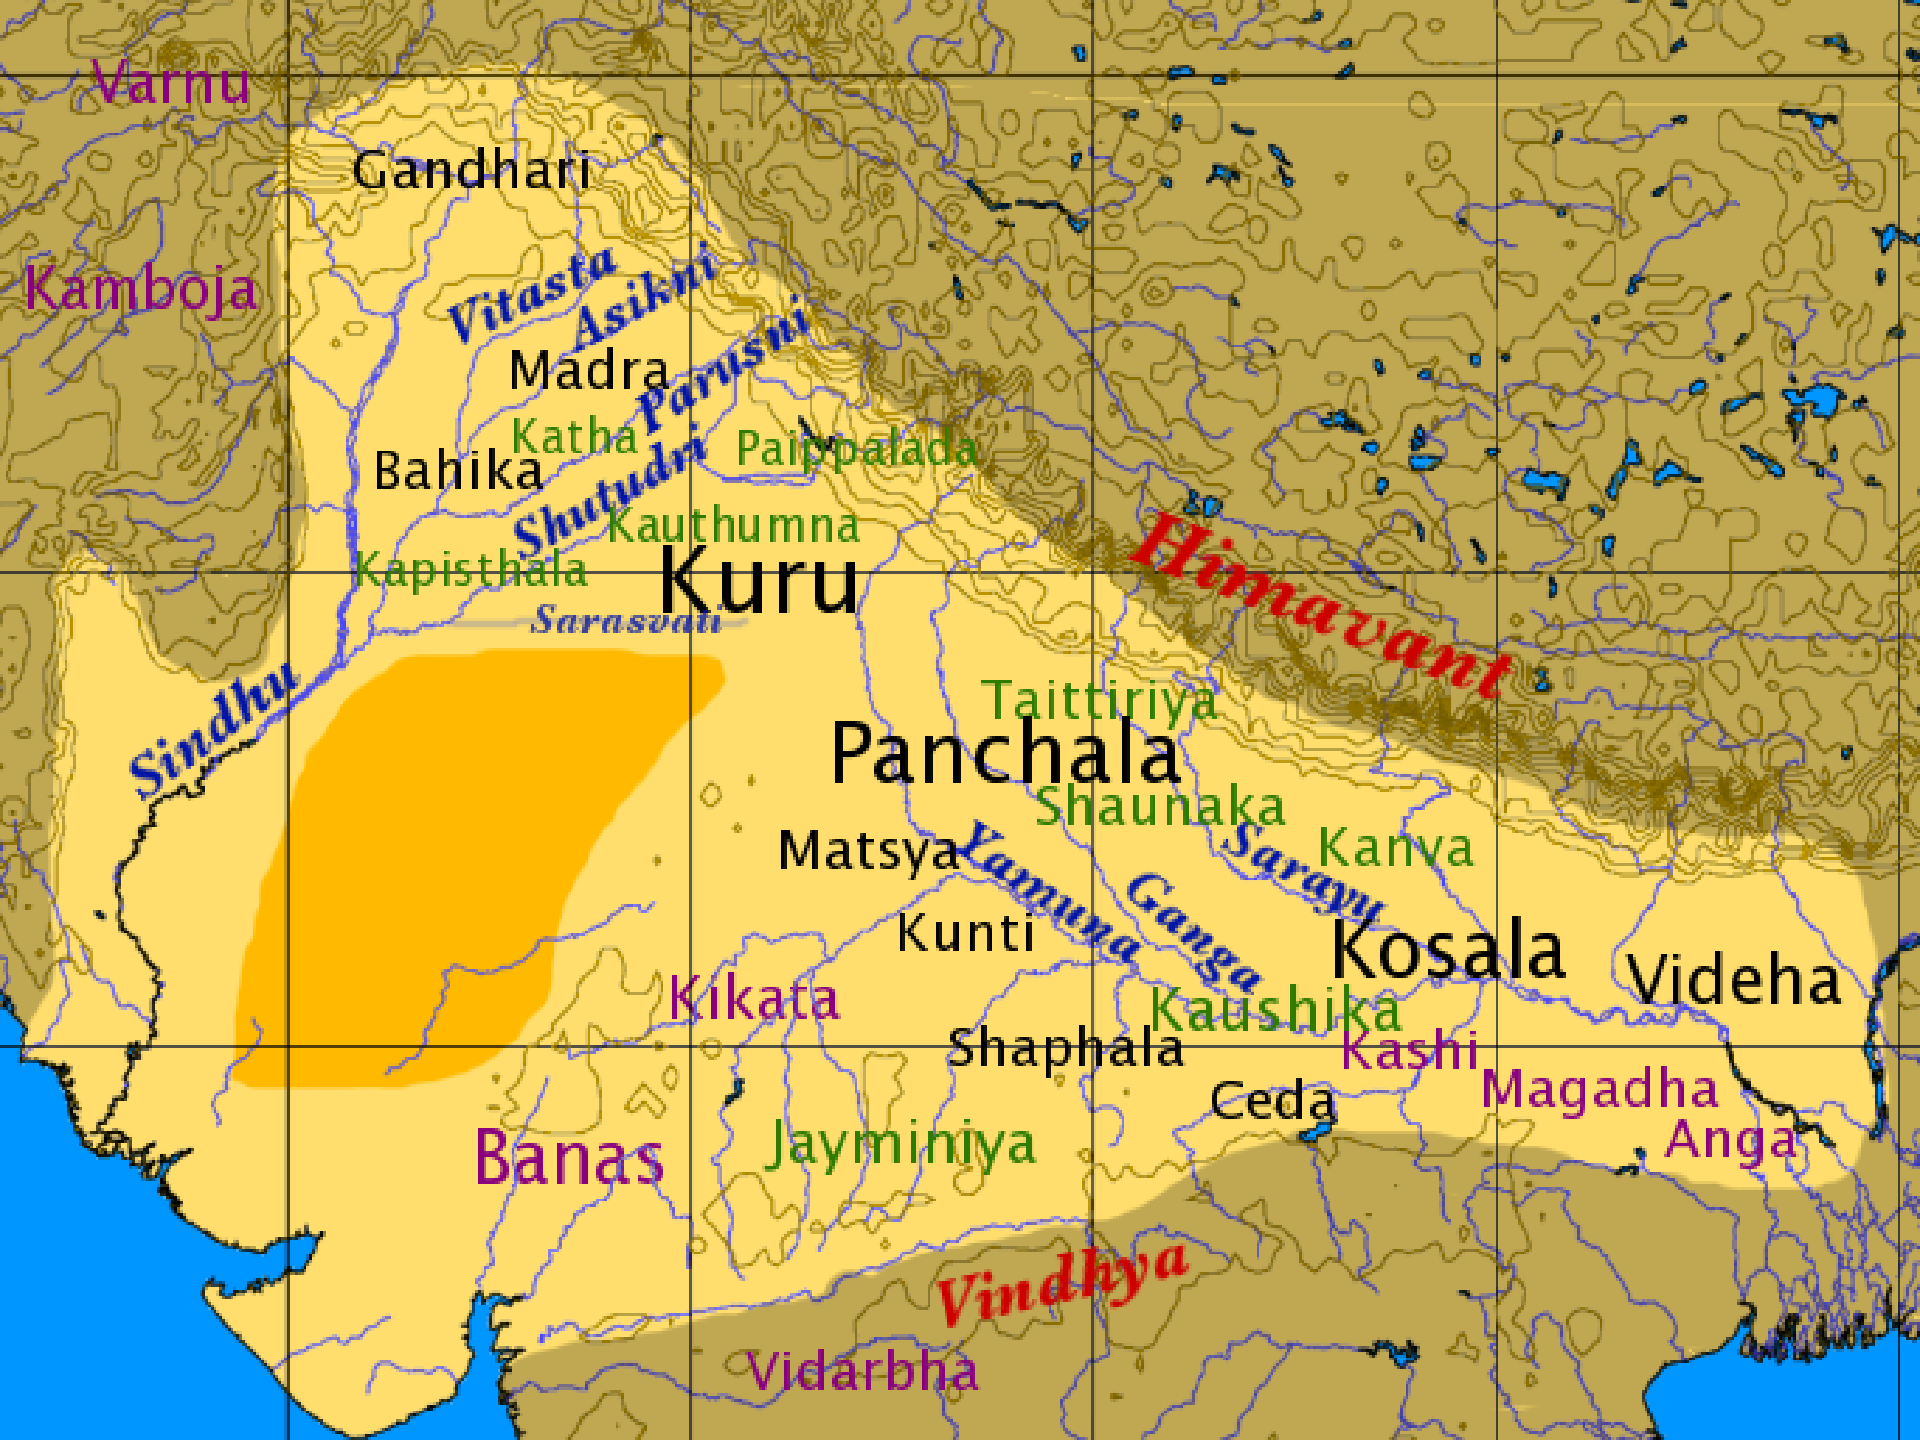 Varnu
Gandhari
Kamboja
Vitasta
Asikni
Parusni
Madra
Katha
Bahika
Shutudri
Paippalada
Kauthumna
Kapisthala
Kuru
Sarasvati
Himavant
Sindhu
Taittiriya
Panchala
Shaunaka
Matsya
Yamuna
Ganga
Sarayu
Kanva
Kunti
Kosala
Videha
Kikata
Kaushika
Shaphala
Kashi
Ceda
Magadha
Anga
Banas
Jayminiya
Vindhya
Vidarbha